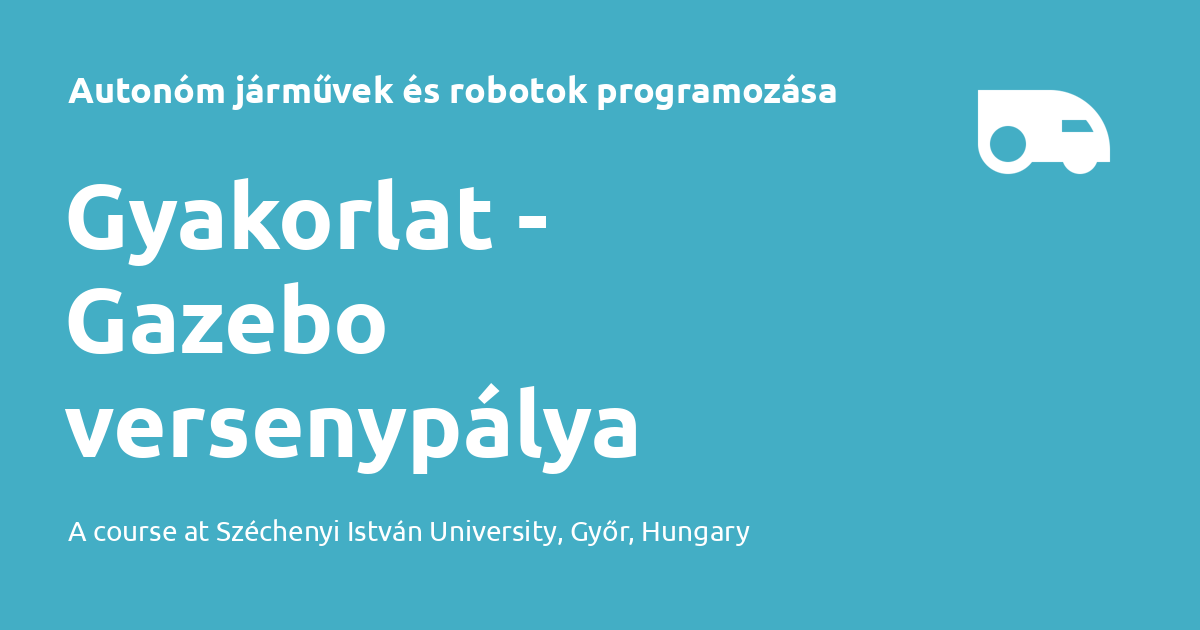 Autonóm járművek és robotok programozása
Gyakorlat -
Gazebo
versenypálya
A course at Széchenyi István University, Győr, Hungary